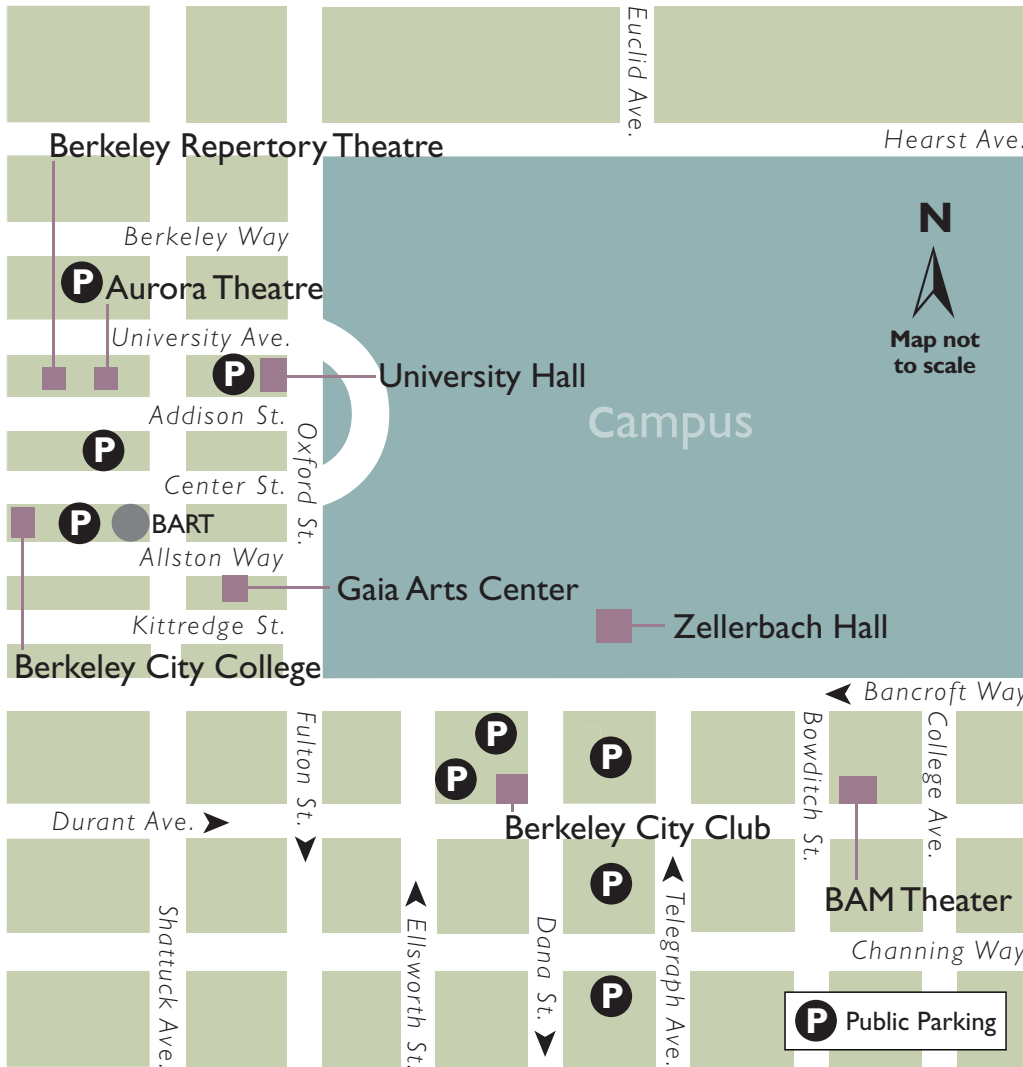 Euclid Ave.
Hearst Ave.
Berkeley Repertory Theatre
N
Berkeley Way
P
Aurora Theatre
University Ave.
Map not
to scale
P
University Hall
Addison St.
Campus
P
Oxford St.
Center St.
P
BART
Allston Way
Gaia Arts Center
Kittredge St.
Zellerbach Hall
Berkeley City College
Bancroft Way
Fulton St.
P
P
P
Bowditch St.
College Ave.
Durant Ave.
Berkeley City Club
P
BAM Theater
Shattuck Ave.
Ellsworth St.
Dana St.
Telegraph Ave.
Channing Way
P
P Public Parking